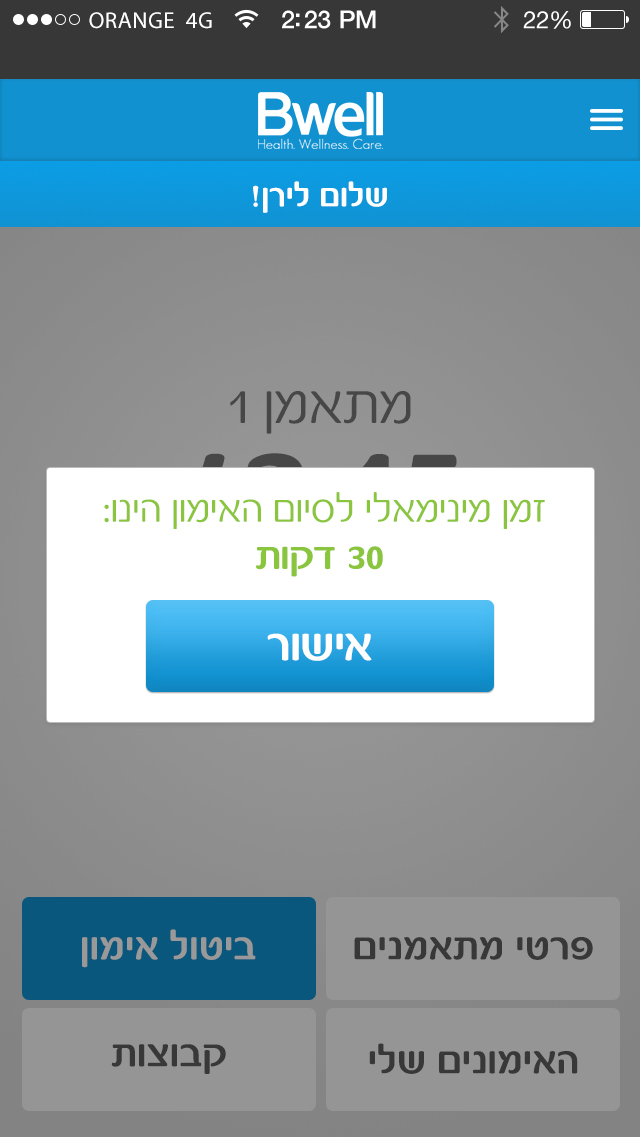 ORANGE 4G 2:23 PM 22%
Bwell
Health. Wellness. Care.
שלום לירן!
מתאמן 1
זמן מינימאלי לסיום האימון הינו:
30 דקות
אישור
פרטי מתאמנים
ביטול אימון
האימונים שלי
קבוצות